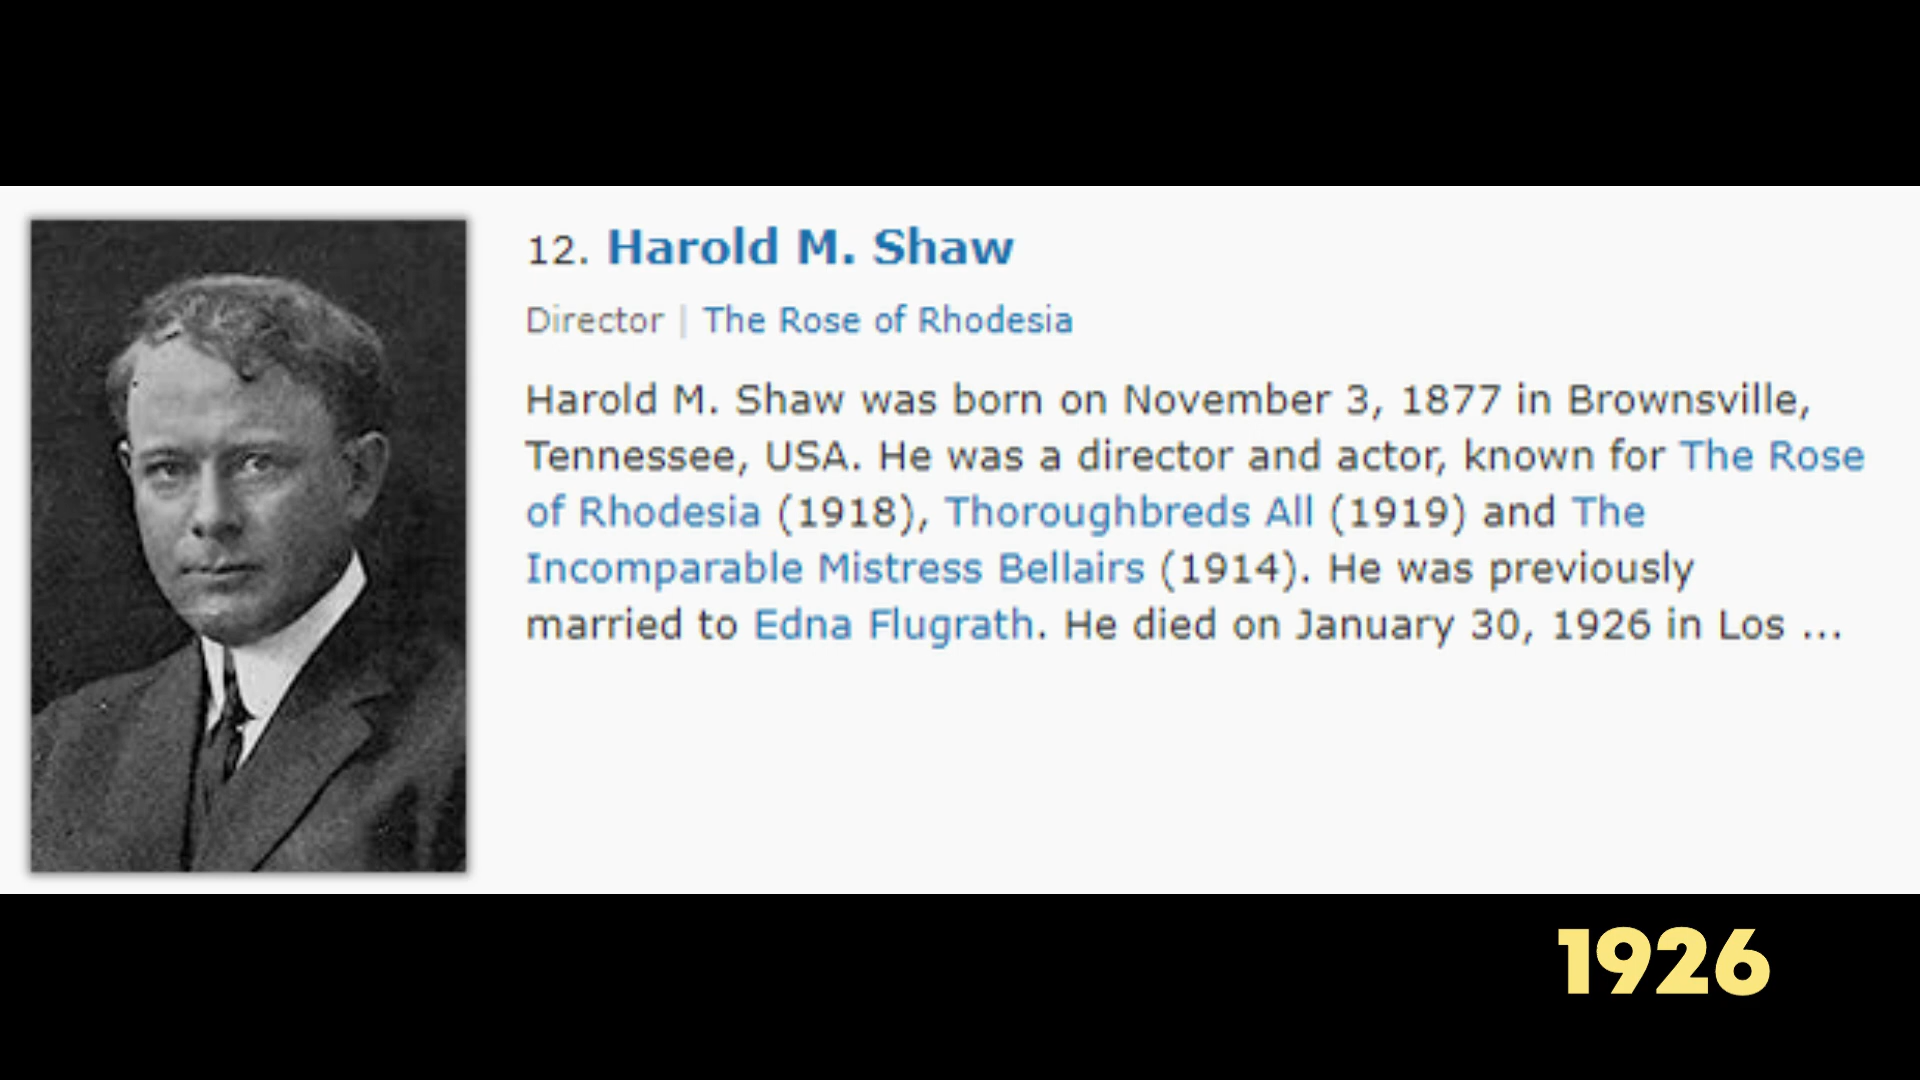 12. Harold M. Shaw
Director | The Rose of Rhodesia
Harold M. Shaw was born on November 3, 1877 in Brownsville,
Tennessee, USA. He was a director and actor, known for The Rose
of Rhodesia (1918), Thoroughbreds All (1919) and The
Incomparable Mistress Bellairs (1914). He was previously
married to Edna Flugrath. He died on January 30, 1926 in Los ...
1926